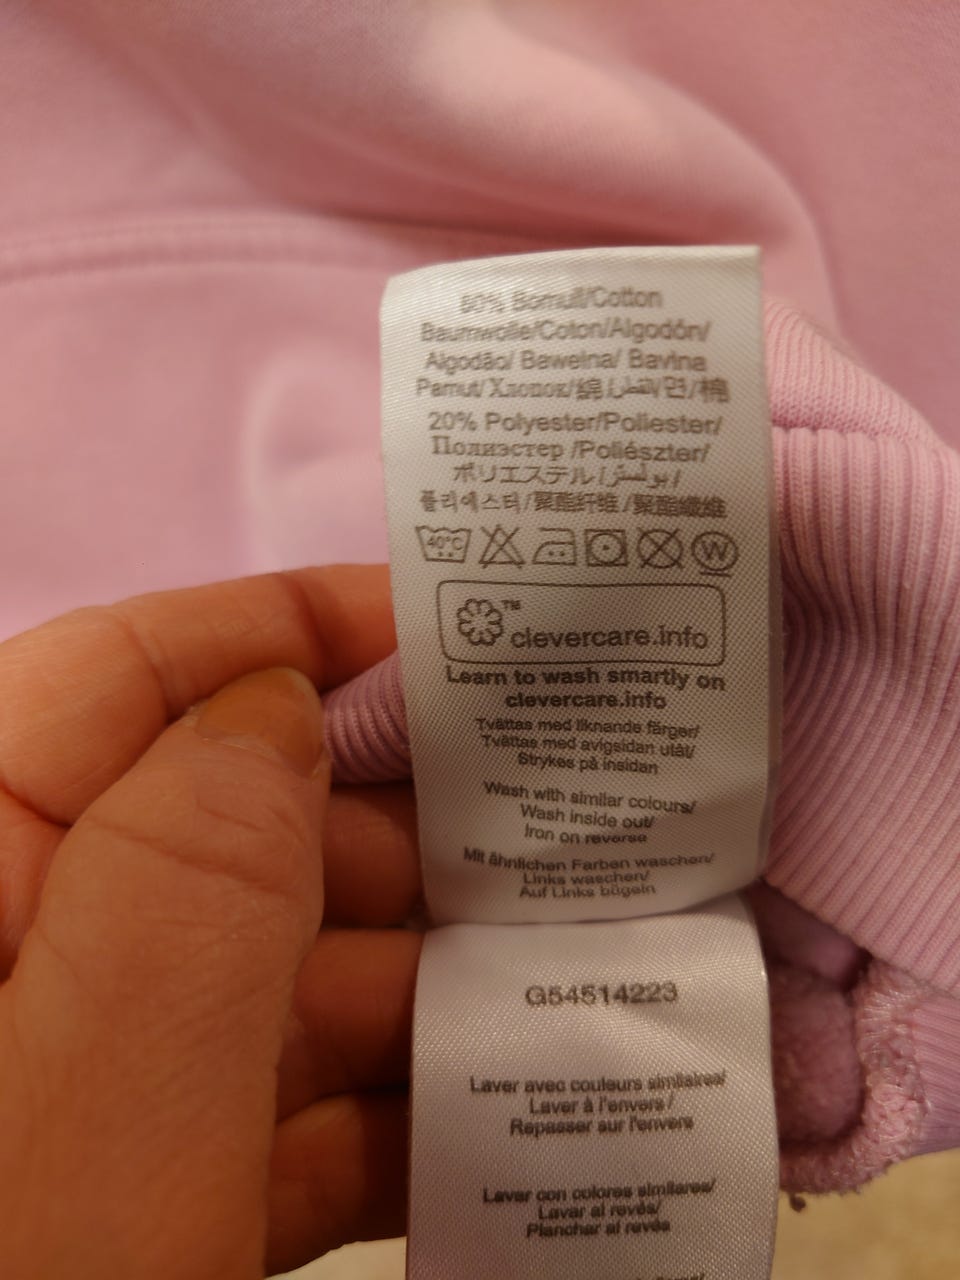 80% Bomull/Cotton
Baumwolle/Coton/Algodón/
Algodão/ Bawełna/ Bavlna
Pamut/Хлопок/綿/القطن/면/棉
20% Polyester/Poliester/
Полиэстер /Poliészter/
ポリエステル/بوليستر/
폴리에스터/聚酯纤维/聚酯纖維
40°C
W
TM
clevercare.info
Learn to wash smartly on
clevercare.info
Tvättas med liknande färger/
Tvättas med avigsidan utåt/
Strykes på insidan
Wash with similar colours/
Wash inside out/
Iron on reverse
Mit ähnlichen Farben waschen/
Links waschen/
Auf Links bügeln
G54514223
Laver avec couleurs similaires/
Laver à l'envers/
Repasser sur l'envers
Lavar con colores similares/
Lavar al revés/
Planchar al revés